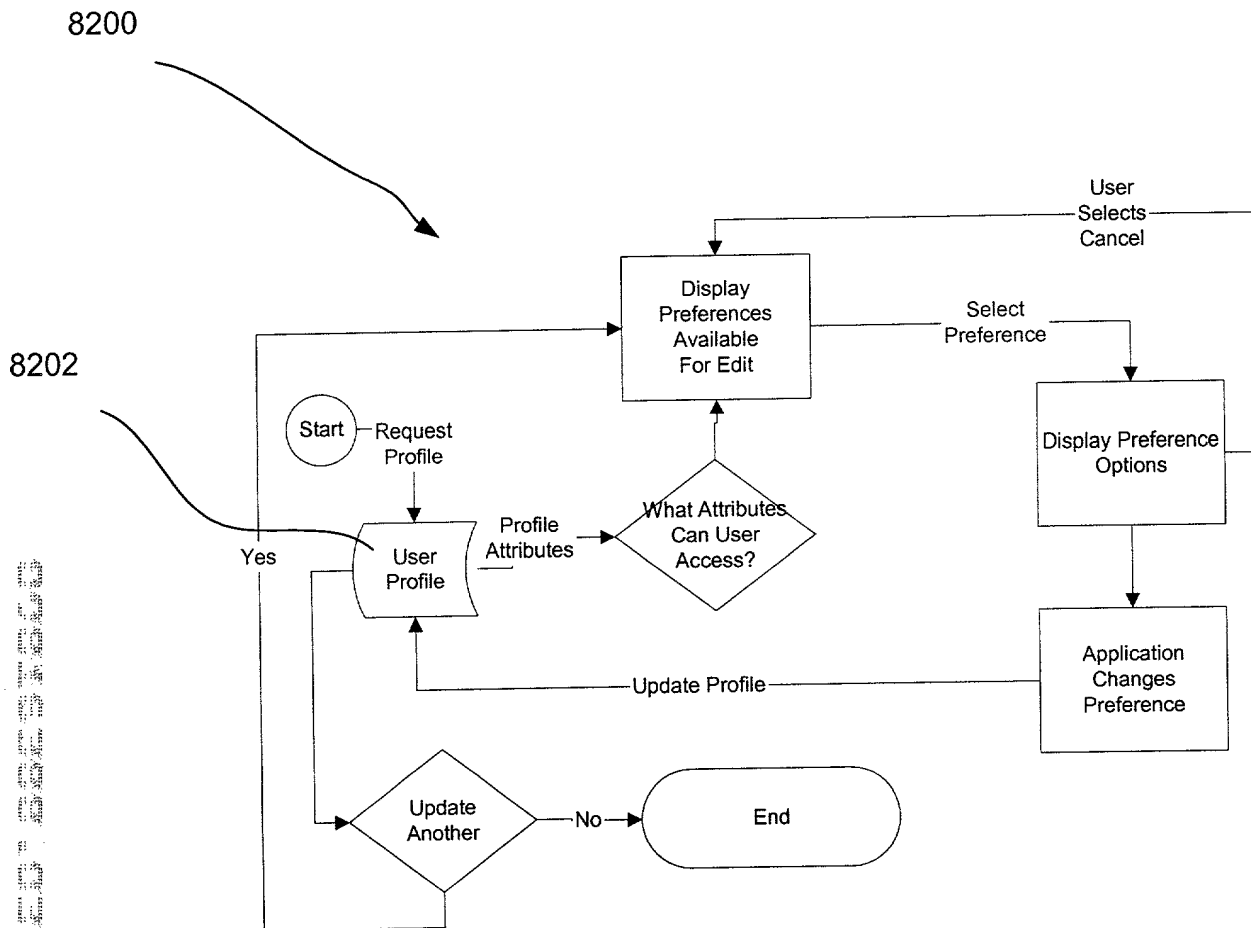 8200
User
Selects
Cancel
Display
Preferences
Available
For Edit
Select
Preference
8202
Start
Request
Profile
Display Preference
Options
What Attributes
Can User
Access?
Profile
Attributes
User
Profile
Yes
Application
Changes
Preference
Update Profile
Update
Another
No
End